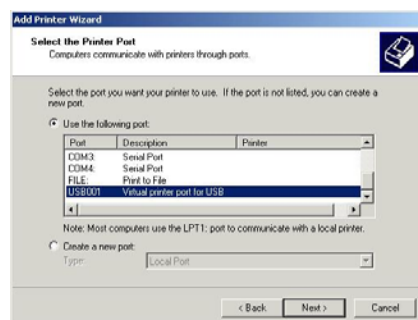 Add Printer Wizard
Select the Printer Port
Computers communicate with printers through ports.
Select the port you want your printer to use. If the port is not listed, you can create a
new port.
Use the following port:
Port Description Printer
COM3: Serial Port
COM4: Serial Port
FILE: Print to File
USB001 Virtual printer port for USB
Note: Most computers use the LPT1: port to communicate with a local printer.
Create a new port:
Type: Local Port
< Back Next > Cancel